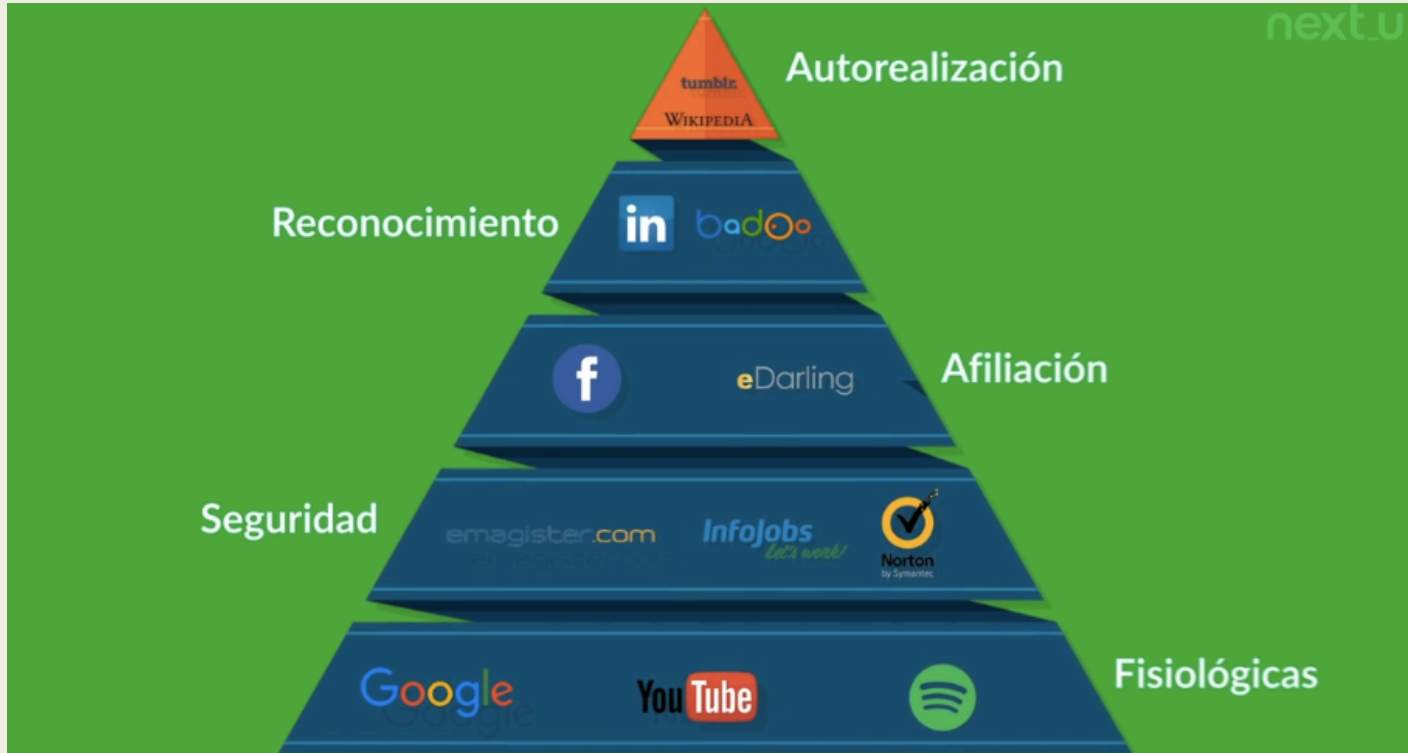 next_u
Autorealización
tumblr.
WIKIPEDIA
Reconocimiento
in badoo
f eDarling
Afiliación
Seguridad
emagister.com InfoJobs
Let's work!
Norton
by Symantec
Google YouTube
Fisiológicas